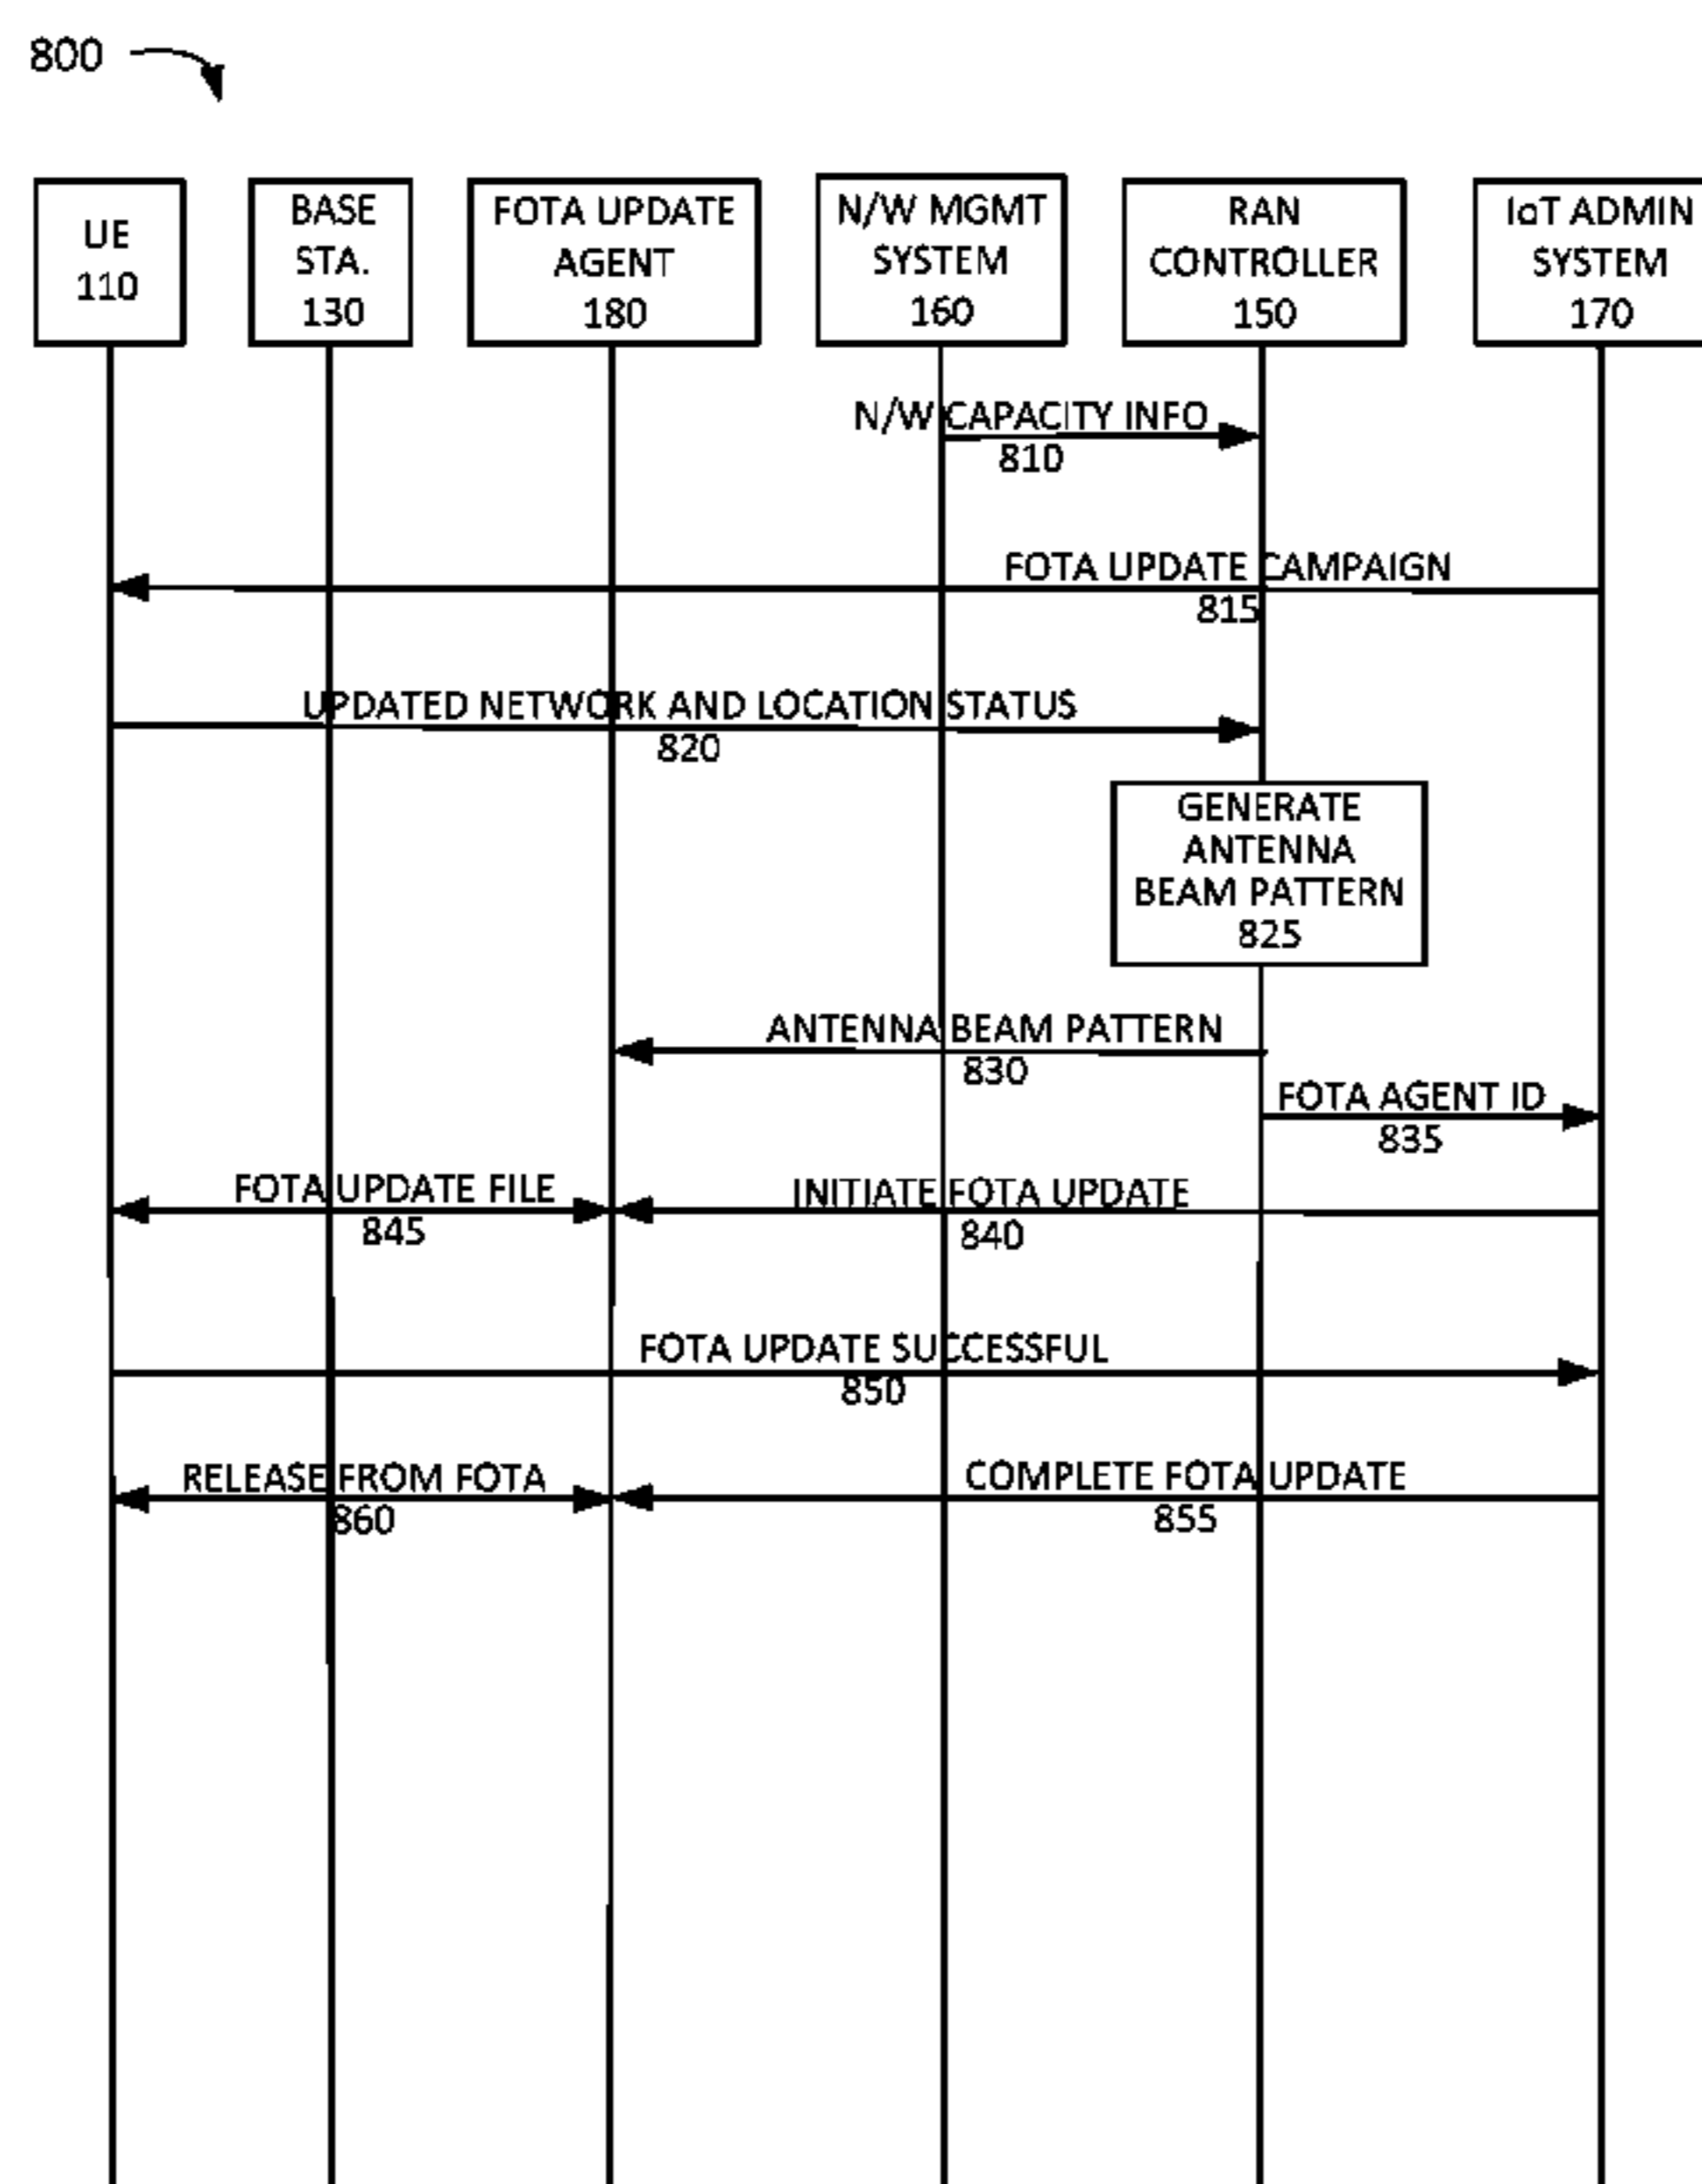 800
UE
110
BASE
STA.
130
FOTA UPDATE
AGENT
180
N/W MGMT
SYSTEM
160
RAN
CONTROLLER
150
IoT ADMIN
SYSTEM
170
N/W CAPACITY INFO
810
FOTA UPDATE CAMPAIGN
815
UPDATED NETWORK AND LOCATION STATUS
820
GENERATE
ANTENNA
BEAM PATTERN
825
ANTENNA BEAM PATTERN
830
FOTA AGENT ID
835
FOTA UPDATE FILE
845
INITIATE FOTA UPDATE
840
FOTA UPDATE SUCCESSFUL
850
RELEASE FROM FOTA
860
COMPLETE FOTA UPDATE
855